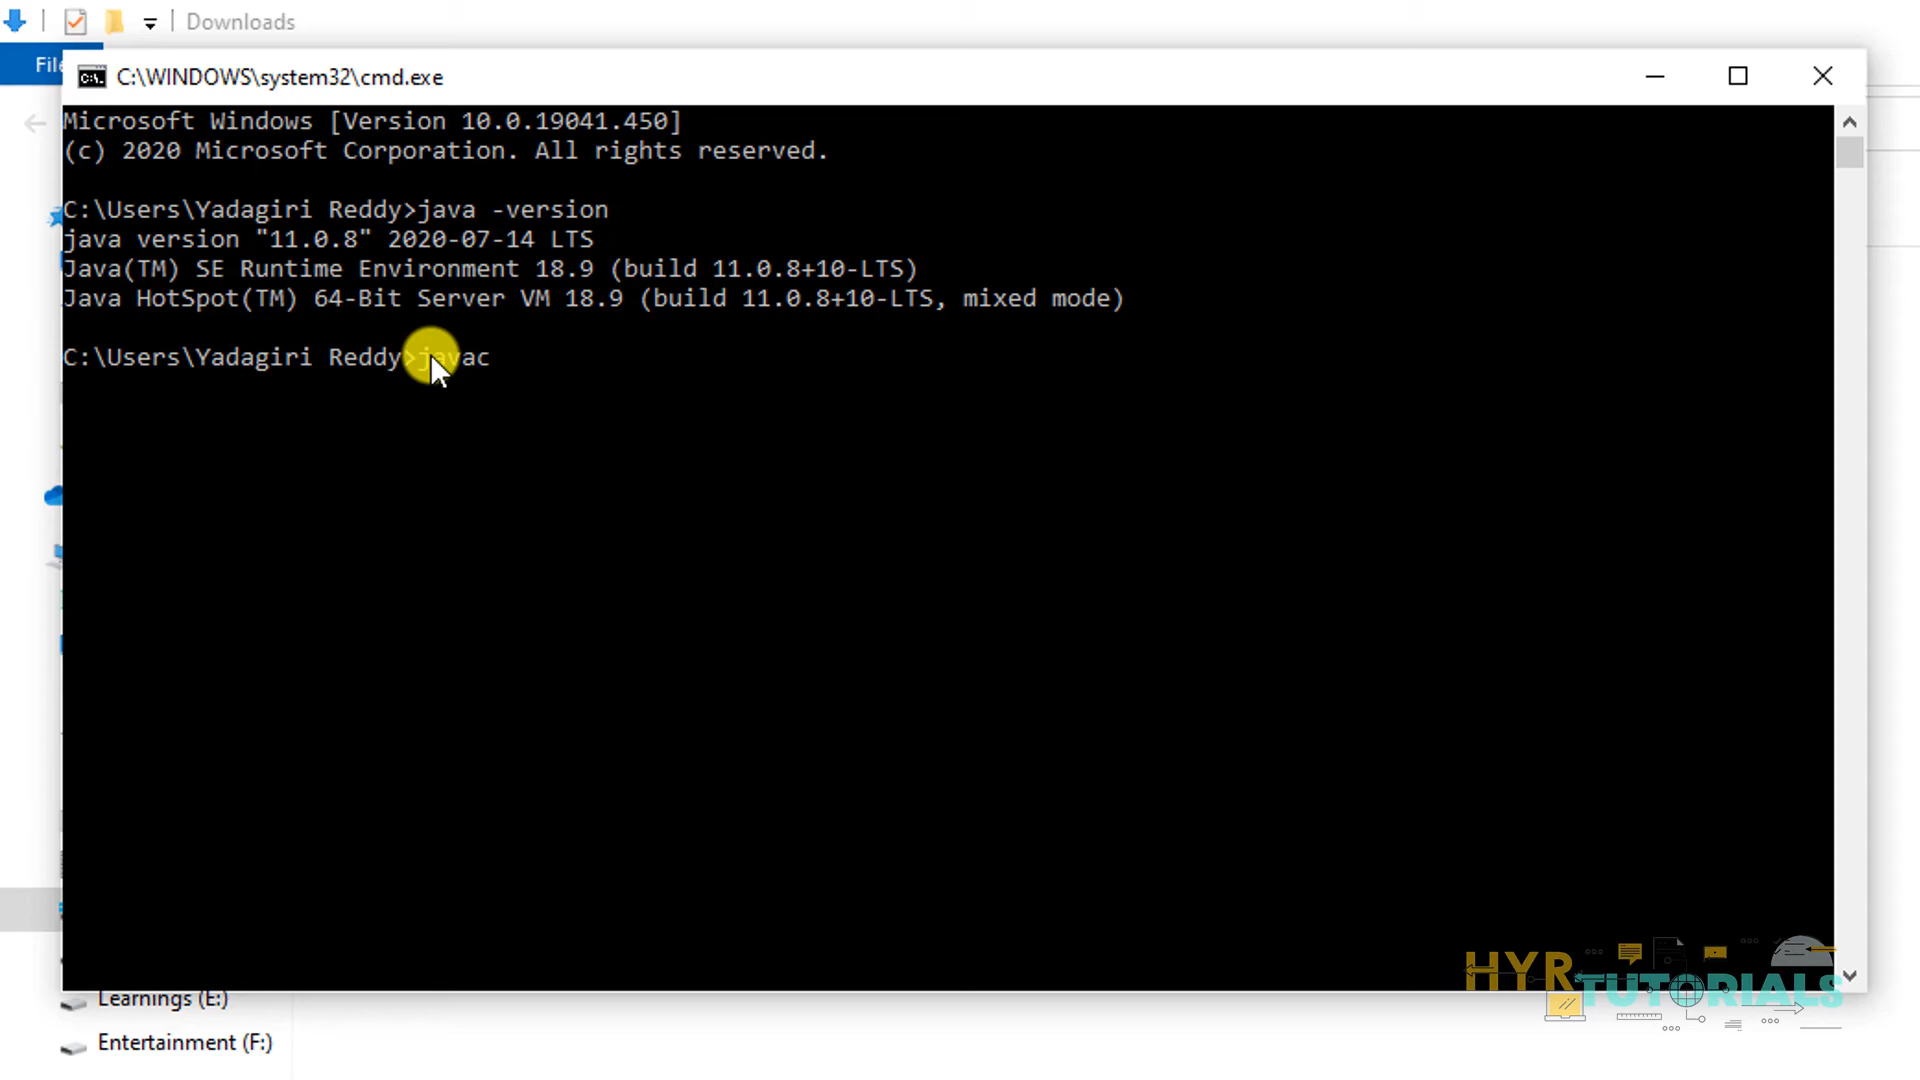 Downloads
File
C:\WINDOWS\system32\cmd.exe
Microsoft Windows [Version 10.0.19041.450]
(c) 2020 Microsoft Corporation. All rights reserved.
C:\Users\Yadagiri Reddy>java -version
java version "11.0.8" 2020-07-14 LTS
Java(TM) SE Runtime Environment 18.9 (build 11.0.8+10-LTS)
Java HotSpot(TM) 64-Bit Server VM 18.9 (build 11.0.8+10-LTS, mixed mode)
C:\Users\Yadagiri Reddy>javac
Learnings (E:)
Entertainment (F:)
HYR
TUTORIALS